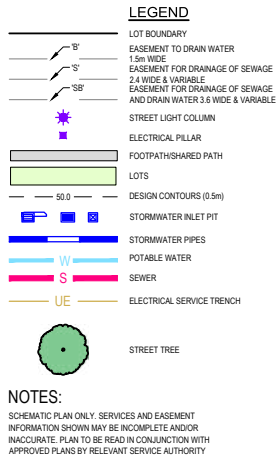 LEGEND
LOT BOUNDARY
'B' EASEMENT TO DRAIN WATER
1.5m WIDE
'S' EASEMENT FOR DRAINAGE OF SEWAGE
2.4 WIDE & VARIABLE
'SB' EASEMENT FOR DRAINAGE OF SEWAGE
AND DRAIN WATER 3.6 WIDE & VARIABLE
STREET LIGHT COLUMN
ELECTRICAL PILLAR
FOOTPATH/SHARED PATH
LOTS
50.0 DESIGN CONTOURS (0.5m)
STORMWATER INLET PIT
STORMWATER PIPES
W POTABLE WATER
S SEWER
UE ELECTRICAL SERVICE TRENCH
STREET TREE
NOTES:
SCHEMATIC PLAN ONLY. SERVICES AND EASEMENT
INFORMATION SHOWN MAY BE INCOMPLETE AND/OR
INACCURATE. PLAN TO BE READ IN CONJUNCTION WITH
APPROVED PLANS BY RELEVANT SERVICE AUTHORITY